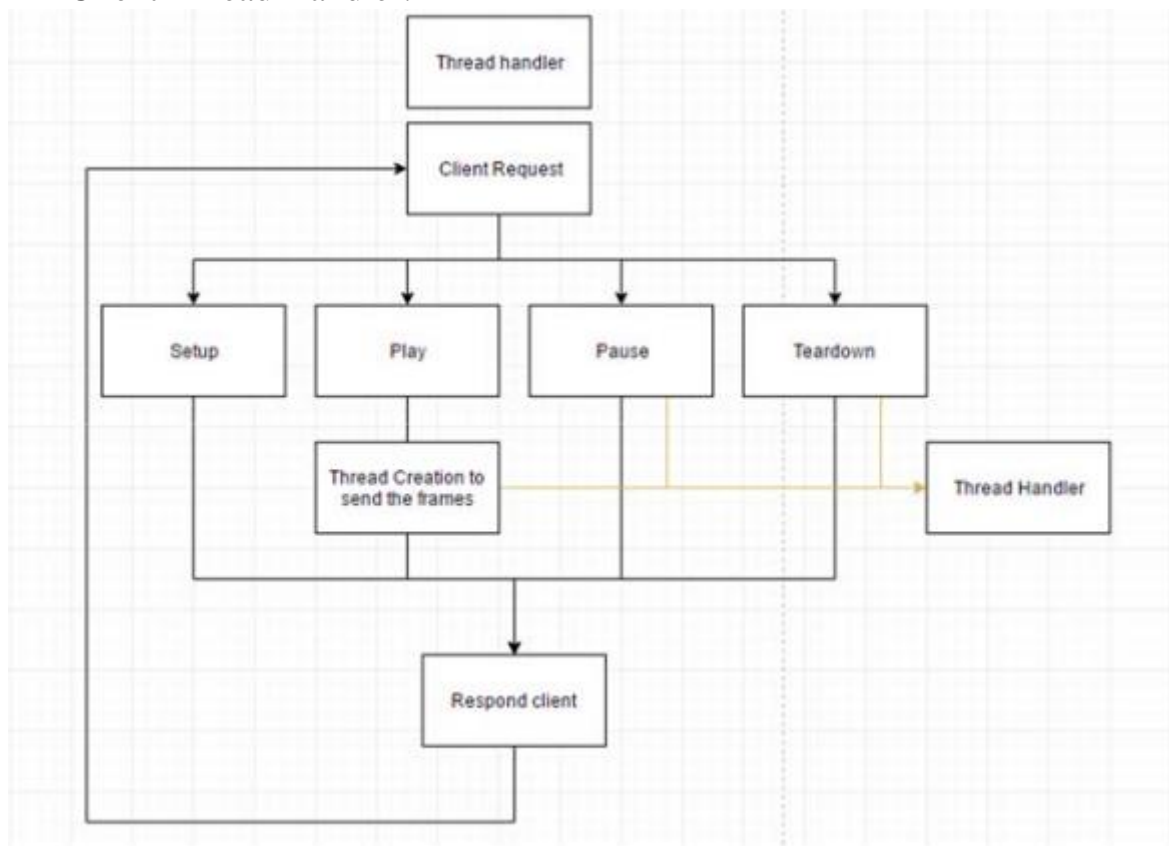 Thread handler
Client Request
Setup
Play
Pause
Teardown
Thread Creation to
send the frames
Thread Handler
Respond client